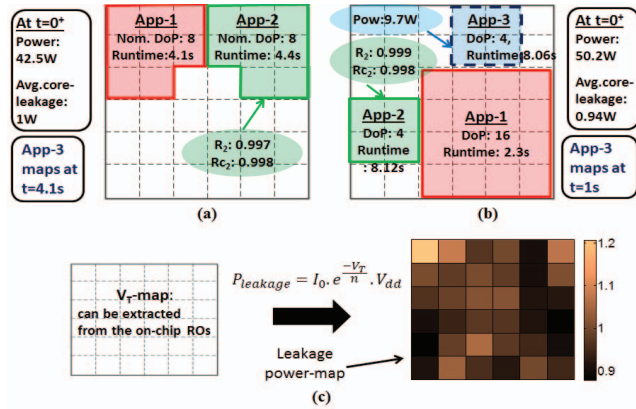 At t=0⁺
Power:
42.5W
Avg.core-
leakage:
1W
App-3
maps at
t=4.1s
App-1
Nom. DoP: 8
Runtime:4.1s
App-2
Nom. DoP: 8
Runtime: 4.4s
R₂: 0.997
Rc₂: 0.998
(a)
Pow:9.7W
R₂: 0.999
Rc₂: 0.998
App-3
DoP: 4,
Runtime:8.06s
App-2
DoP: 4
Runtime
: 8.12s
App-1
DoP: 16
Runtime: 2.3s
(b)
At t=0⁺
Power:
50.2W
Avg.core-
leakage:
0.94W
App-3
maps at
t=1s
V_T-map:
can be extracted
from the on-chip ROs
P_leakage = I₀. e^(-V_T/n) . V_dd
Leakage
power-map
1.2
1.1
1
0.9
(c)